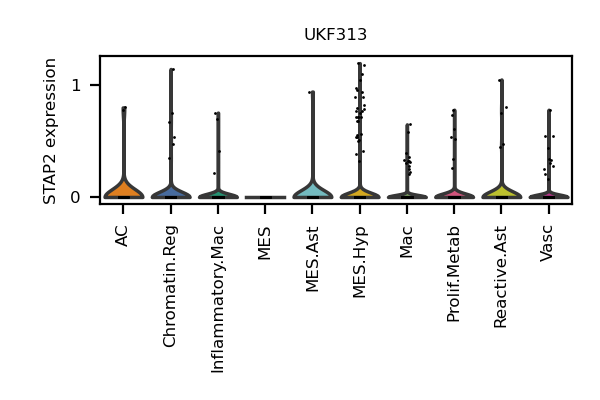 UKF313
STAP2 expression
1
0
AC
Chromatin.Reg
Inflammatory.Mac
MES
MES.Ast
MES.Hyp
Mac
Prolif.Metab
Reactive.Ast
Vasc